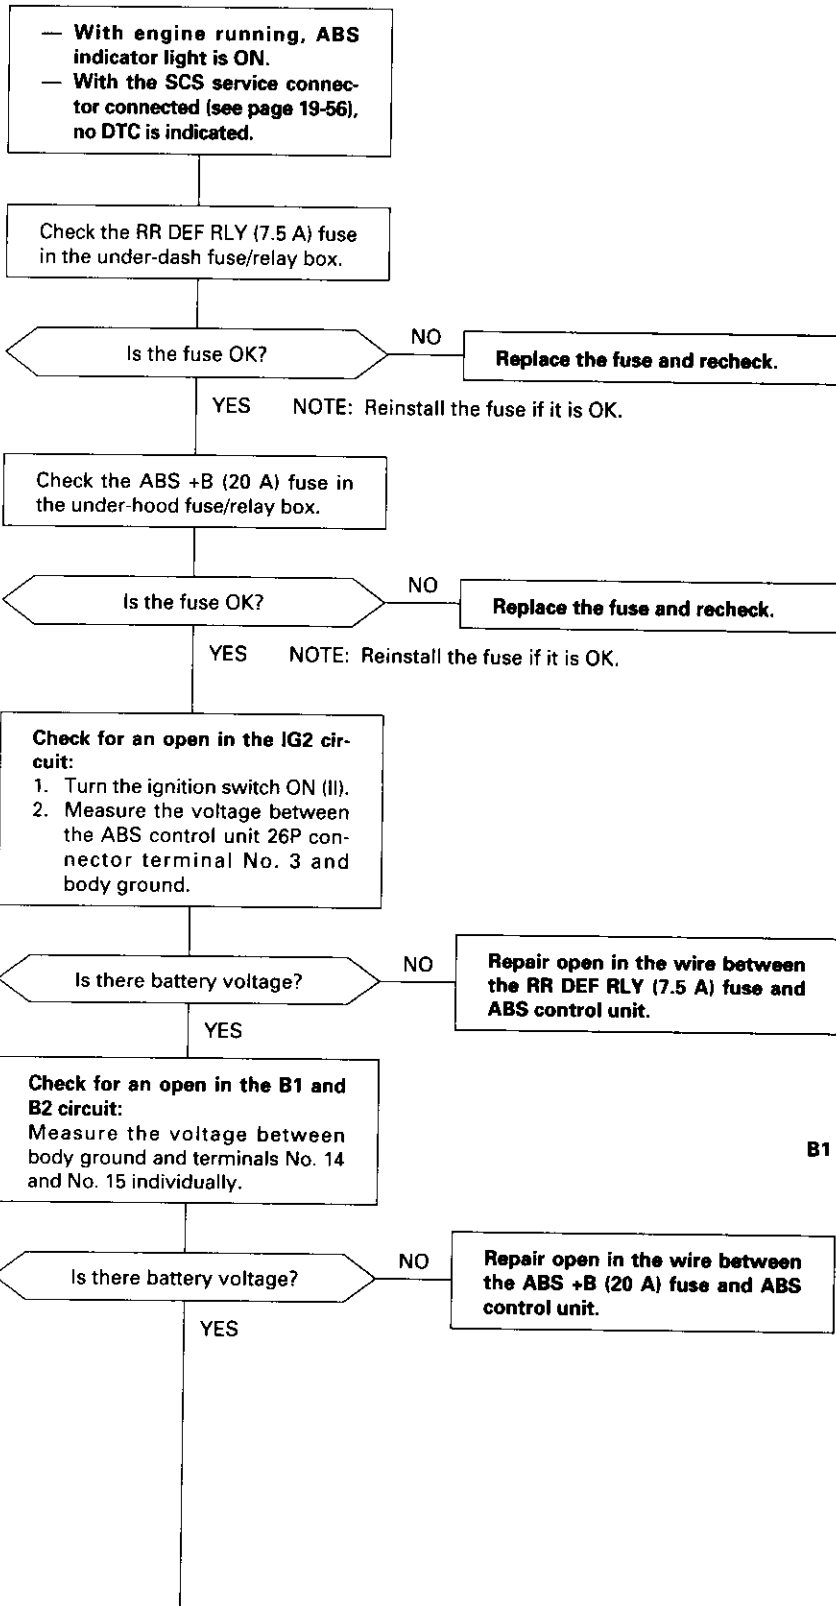 — With engine running, ABS
indicator light is ON.
— With the SCS service connec-
tor connected (see page 19-56),
no DTC is indicated.
Check the RR DEF RLY (7.5 A) fuse
in the under-dash fuse/relay box.
Is the fuse OK?
NO
Replace the fuse and recheck.
YES
NOTE: Reinstall the fuse if it is OK.
Check the ABS +B (20 A) fuse in
the under-hood fuse/relay box.
Is the fuse OK?
NO
Replace the fuse and recheck.
YES
NOTE: Reinstall the fuse if it is OK.
Check for an open in the IG2 cir-
cuit:
1. Turn the ignition switch ON (II).
2. Measure the voltage between
the ABS control unit 26P con-
nector terminal No. 3 and
body ground.
Is there battery voltage?
NO
Repair open in the wire between
the RR DEF RLY (7.5 A) fuse and
ABS control unit.
YES
Check for an open in the B1 and
B2 circuit:
Measure the voltage between
body ground and terminals No. 14
and No. 15 individually.
B1
Is there battery voltage?
NO
Repair open in the wire between
the ABS +B (20 A) fuse and ABS
control unit.
YES